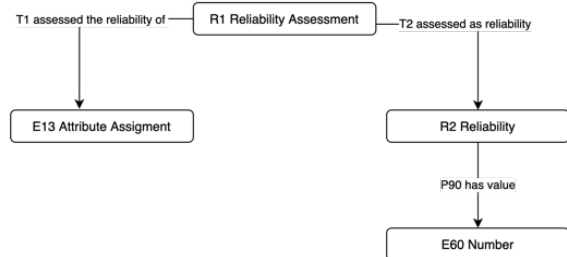 R1 Reliability Assessment
T1 assessed the reliability of
T2 assessed as reliability
E13 Attribute Assigment
R2 Reliability
P90 has value
E60 Number